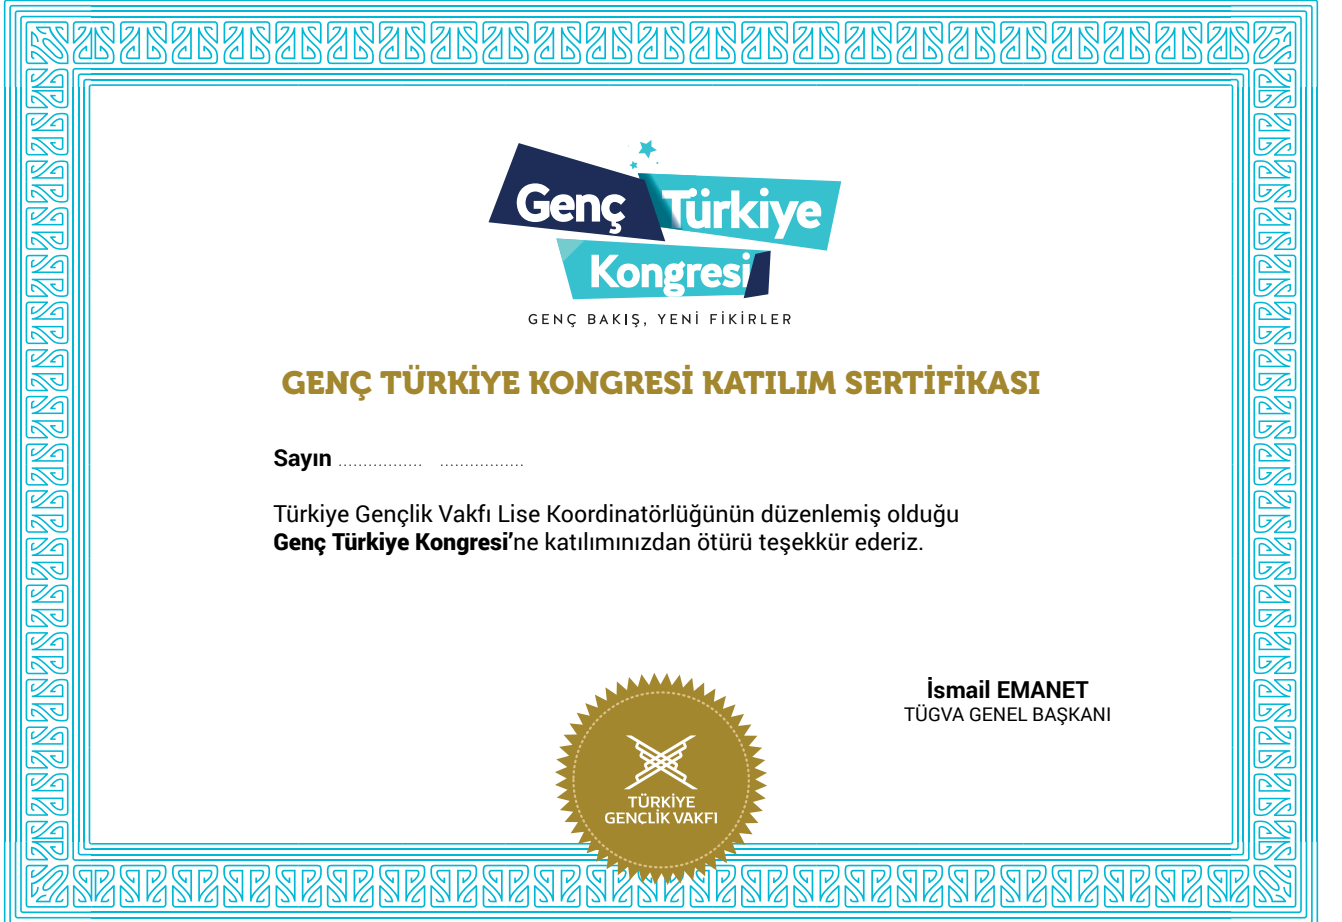 Genç Türkiye
Kongresi
GENÇ BAKIŞ, YENİ FİKİRLER
GENÇ TÜRKİYE KONGRESİ KATILIM SERTİFİKASI
Sayın ................. .................
Türkiye Gençlik Vakfı Lise Koordinatörlüğünün düzenlemiş olduğu
Genç Türkiye Kongresi’ne katılımınızdan ötürü teşekkür ederiz.
İsmail EMANET
TÜGVA GENEL BAŞKANI
TÜRKİYE
GENÇLİK VAKFI